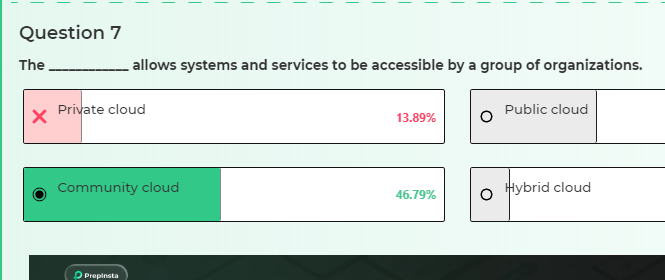 Question 7
The ____________ allows systems and services to be accessible by a group of organizations.
Private cloud
13.89%
Public cloud
Community cloud
46.79%
Hybrid cloud
PrepInsta